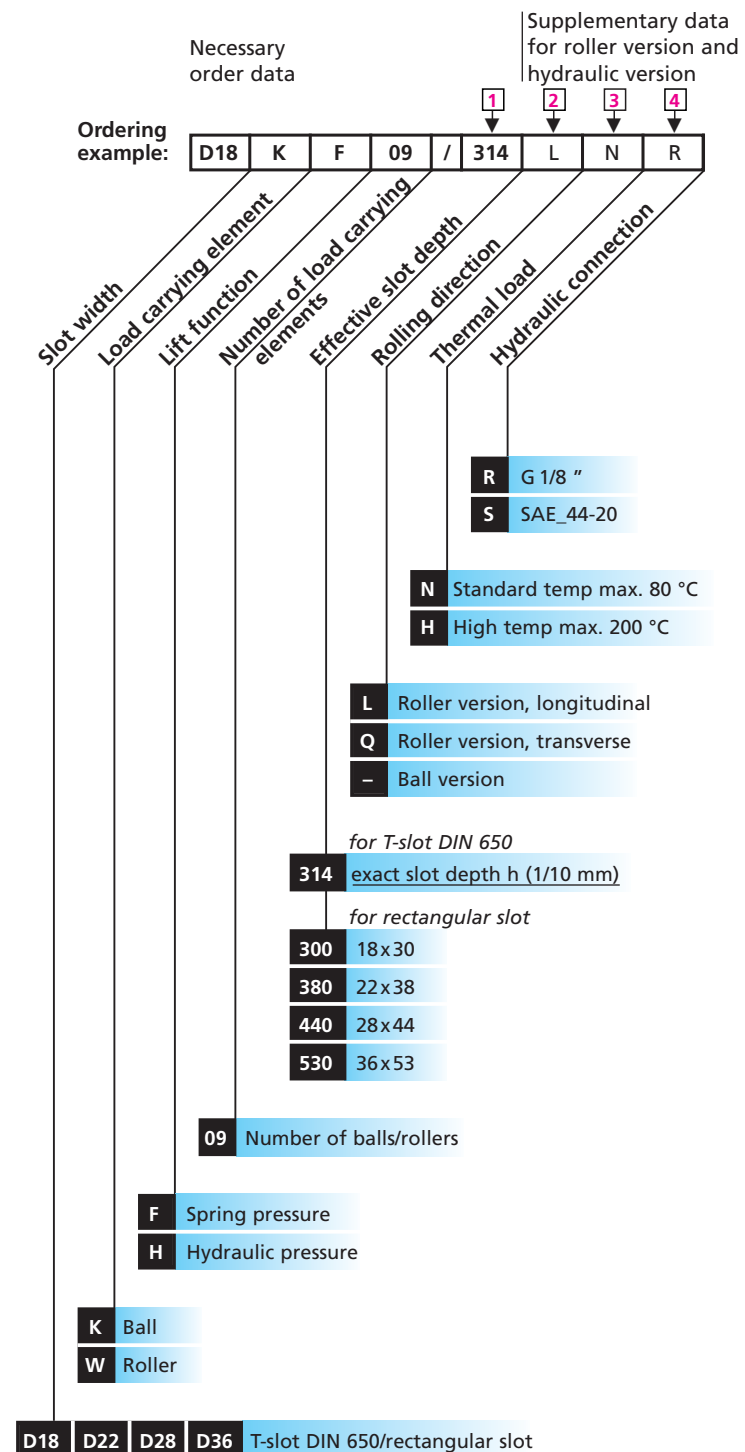 Necessary
order data
Supplementary data
for roller version and
hydraulic version
1 2 3 4
Ordering
example:
D18 K F 09 / 314 L N R
Slot width
Load carrying element
Lift function
Number of load carrying
elements
Effective slot depth
Rolling direction
Thermal load
Hydraulic connection
R G 1/8 ”
S SAE_44-20
N Standard temp max. 80 °C
H High temp max. 200 °C
L Roller version, longitudinal
Q Roller version, transverse
– Ball version
for T-slot DIN 650
314 exact slot depth h (1/10 mm)
for rectangular slot
300 18x30
380 22x38
440 28x44
530 36x53
09 Number of balls/rollers
F Spring pressure
H Hydraulic pressure
K Ball
W Roller
D18 D22 D28 D36 T-slot DIN 650/rectangular slot